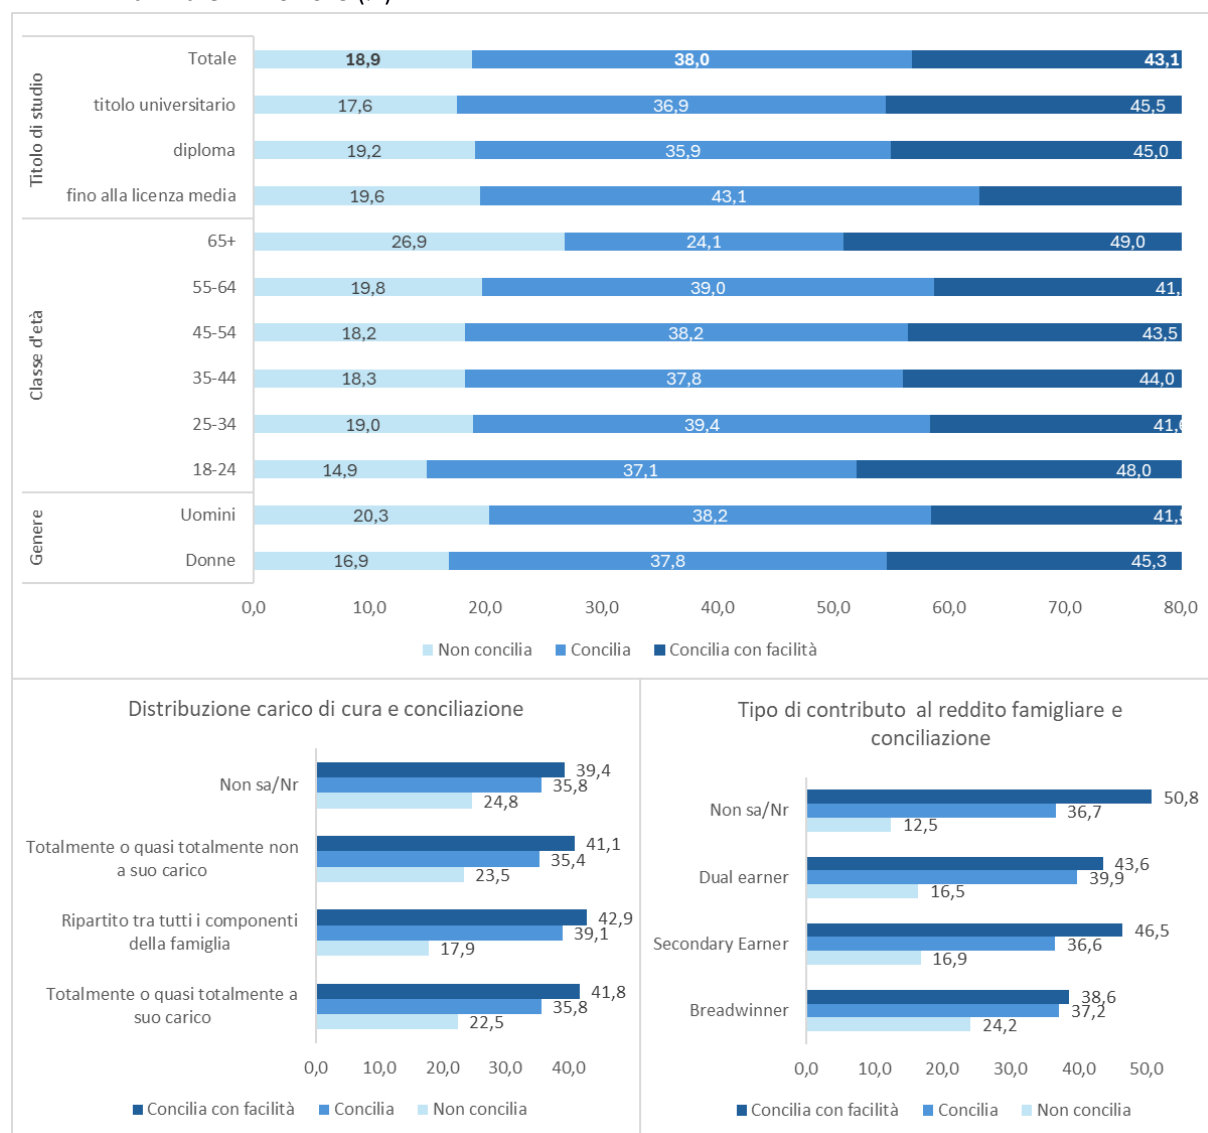 Totale 18,9 38,0 43,1
titolo universitario 17,6 36,9 45,5
diploma 19,2 35,9 45,0
fino alla licenza media 19,6 43,1
Titolo di studio
65+ 26,9 24,1 49,0
55-64 19,8 39,0 41,
45-54 18,2 38,2 43,5
35-44 18,3 37,8 44,0
25-34 19,0 39,4 41,6
18-24 14,9 37,1 48,0
Classe d'età
Uomini 20,3 38,2 41,5
Donne 16,9 37,8 45,3
Genere
0,0 10,0 20,0 30,0 40,0 50,0 60,0 70,0 80,0
Non concilia Concilia Concilia con facilità
Distribuzione carico di cura e conciliazione
Non sa/Nr
39,4
35,8
24,8
Totalmente o quasi totalmente non
a suo carico
41,1
35,4
23,5
Ripartito tra tutti i componenti
della famiglia
42,9
39,1
17,9
Totalmente o quasi totalmente a
suo carico
41,8
35,8
22,5
0,0 10,0 20,0 30,0 40,0
Concilia con facilità Concilia Non concilia
Tipo di contributo al reddito famigliare e
conciliazione
Non sa/Nr
50,8
36,7
12,5
Dual earner
43,6
39,9
16,5
Secondary Earner
46,5
36,6
16,9
Breadwinner
38,6
37,2
24,2
0,0 10,0 20,0 30,0 40,0 50,0
Concilia con facilità Concilia Non concilia